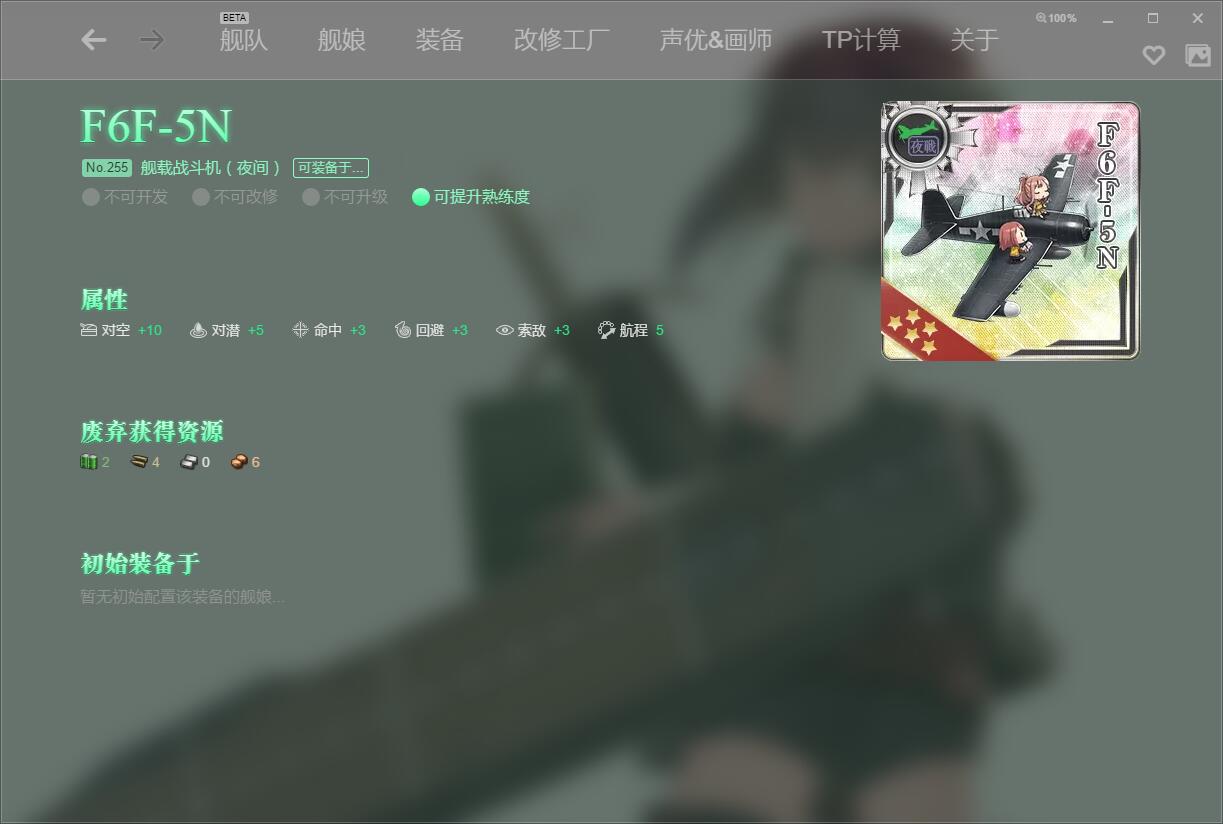 BETA
舰队 舰娘 装备 改修工厂 声优&画师 TP计算 关于
100%
F6F-5N
No.255 舰载战斗机(夜间) 可装备于...
不可开发 不可改修 不可升级 可提升熟练度
夜戦
F6F-5N
属性
对空 +10 对潜 +5 命中 +3 回避 +3 索敌 +3 航程 5
废弃获得资源
2 4 0 6
初始装备于
暂无初始配置该装备的舰娘...